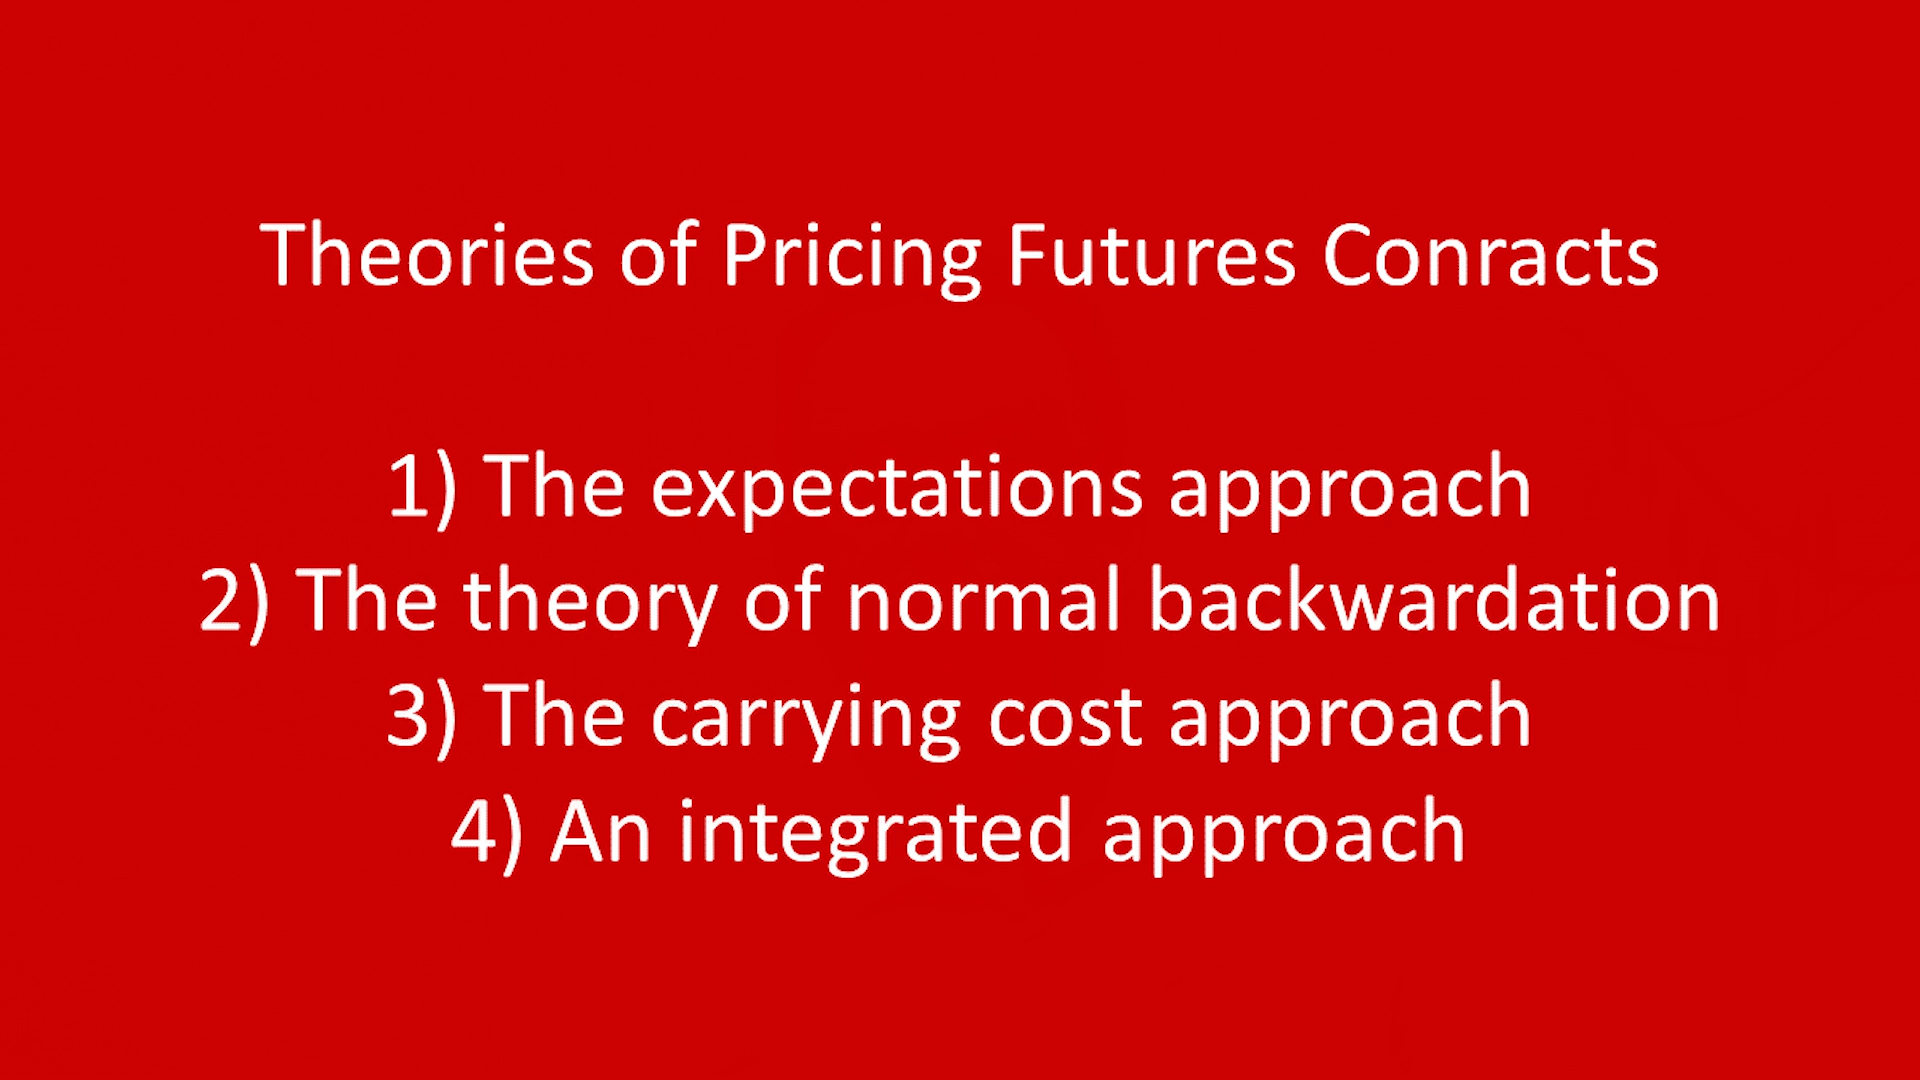 Theories of Pricing Futures Conracts
1) The expectations approach
2) The theory of normal backwardation
3) The carrying cost approach
4) An integrated approach